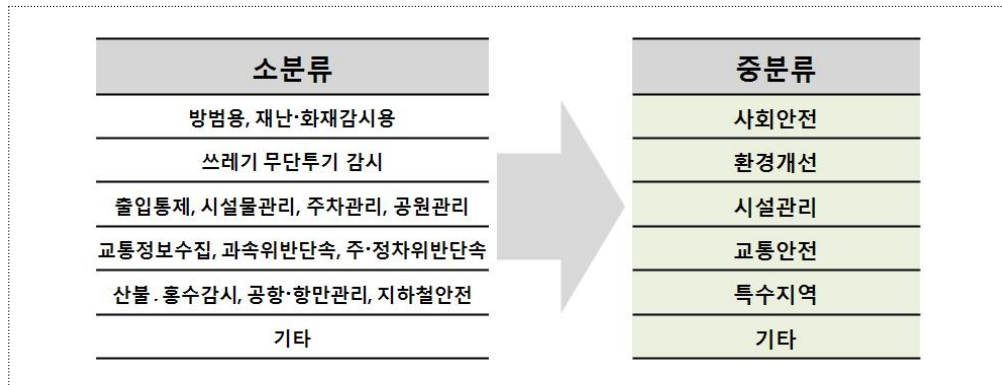 소분류
방범용, 재난·화재감시용
쓰레기 무단투기 감시
출입통제, 시설물관리, 주차관리, 공원관리
교통정보수집, 과속위반단속, 주·정차위반단속
산불. 홍수감시, 공항·항만관리, 지하철안전
기타
중분류
사회안전
환경개선
시설관리
교통안전
특수지역
기타